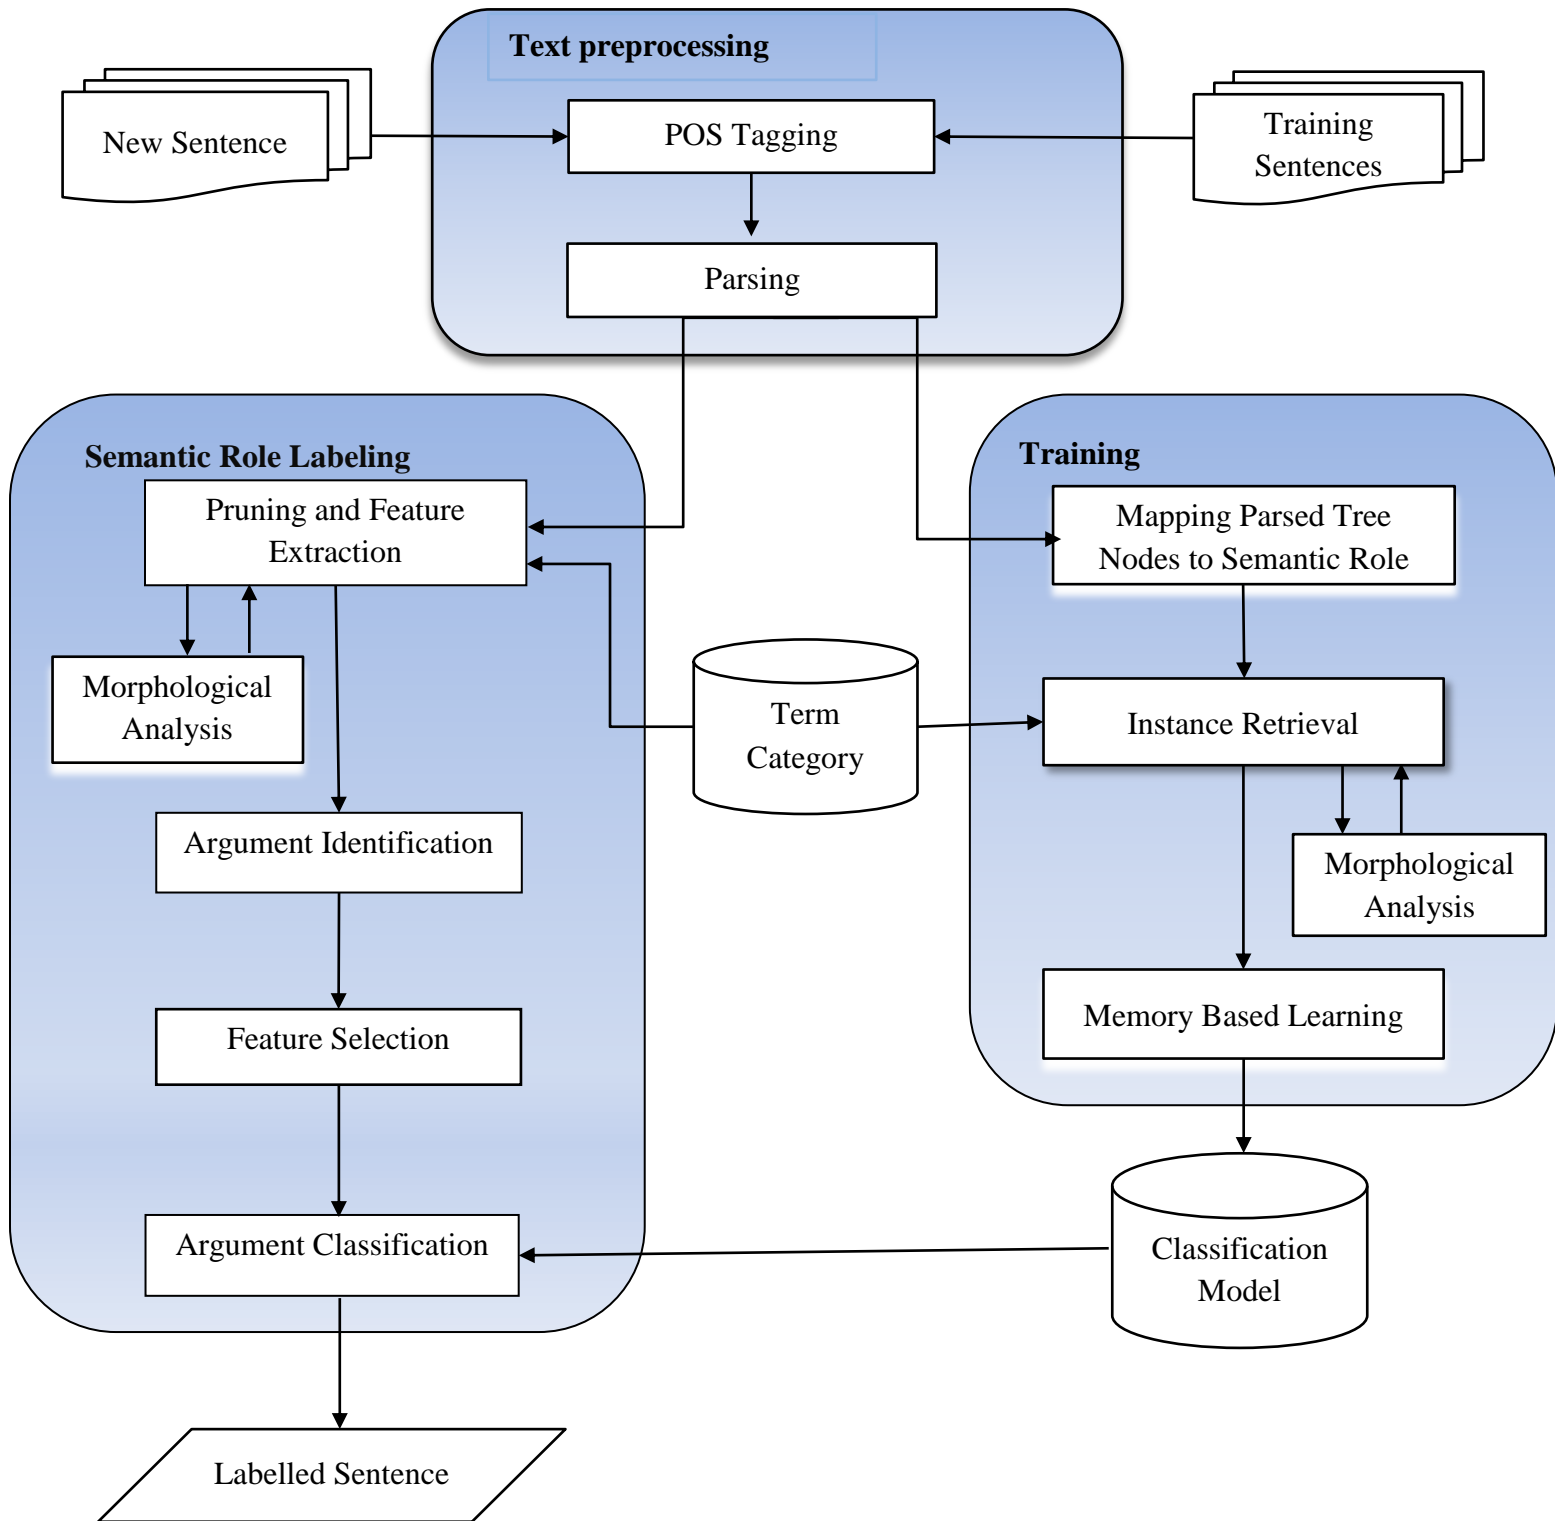 Text preprocessing
New Sentence
POS Tagging
Training
Sentences
Parsing
Semantic Role Labeling
Pruning and Feature
Extraction
Morphological
Analysis
Argument Identification
Feature Selection
Argument Classification
Labelled Sentence
Term
Category
Training
Mapping Parsed Tree
Nodes to Semantic Role
Instance Retrieval
Morphological
Analysis
Memory Based Learning
Classification
Model